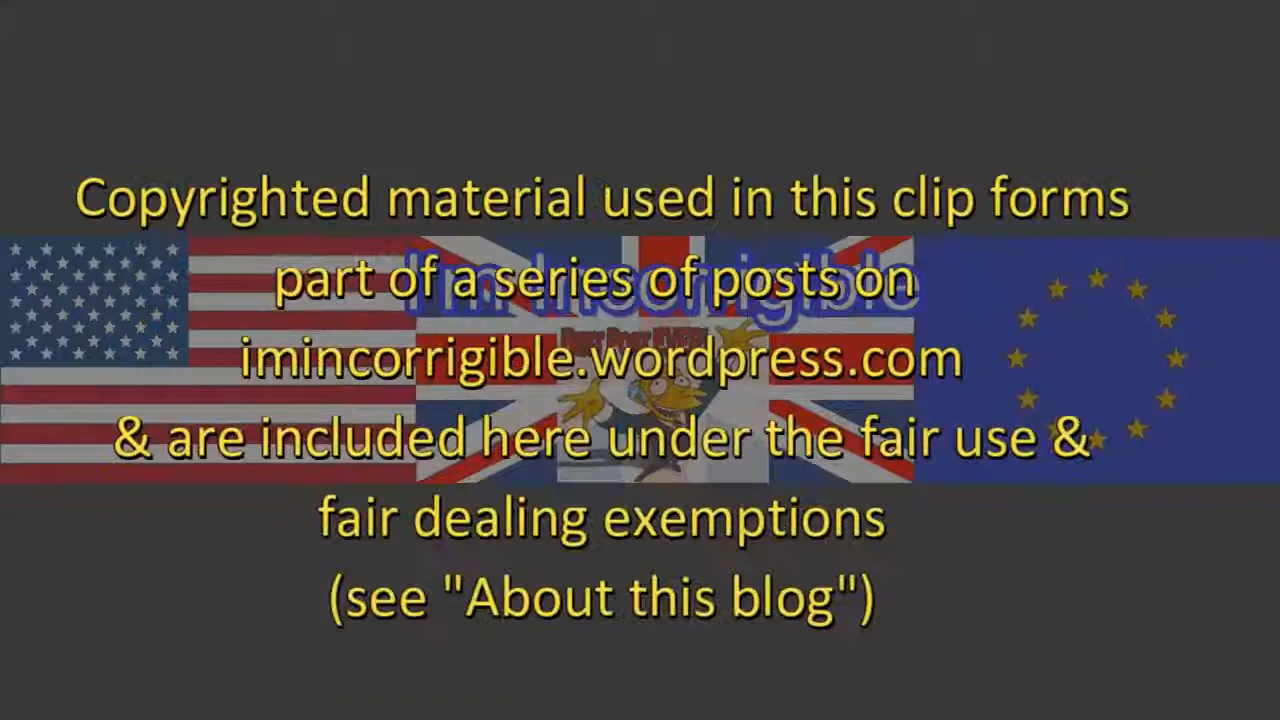 Copyrighted material used in this clip forms
part of a series of posts on
I'm incorrigible
imincorrigible.wordpress.com
& are included here under the fair use &
fair dealing exemptions
(see "About this blog")